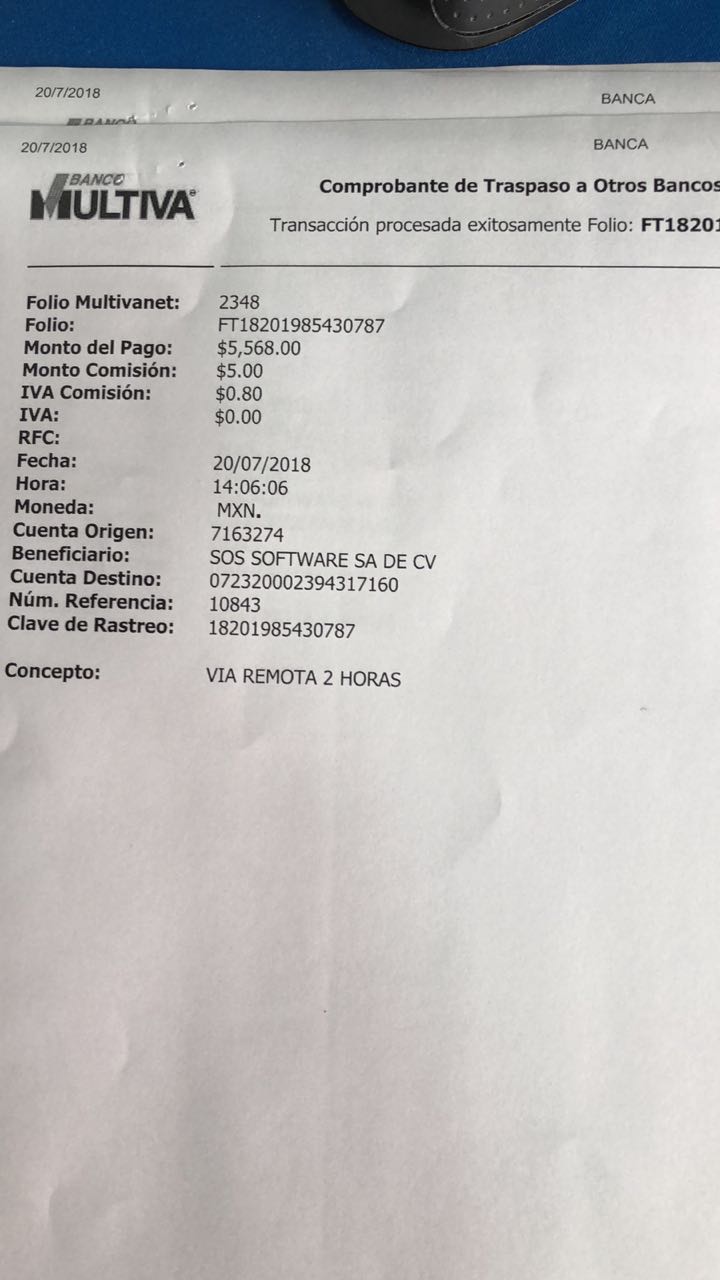 20/7/2018 BANCA
20/7/2018 BANCA
BANCO
MULTIVA
Comprobante de Traspaso a Otros Bancos
Transacción procesada exitosamente Folio: FT18201
Folio Multivanet: 2348
Folio: FT18201985430787
Monto del Pago: $5,568.00
Monto Comisión: $5.00
IVA Comisión: $0.80
IVA: $0.00
RFC:
Fecha: 20/07/2018
Hora: 14:06:06
Moneda: MXN.
Cuenta Origen: 7163274
Beneficiario: SOS SOFTWARE SA DE CV
Cuenta Destino: 072320002394317160
Núm. Referencia: 10843
Clave de Rastreo: 18201985430787
Concepto: VIA REMOTA 2 HORAS